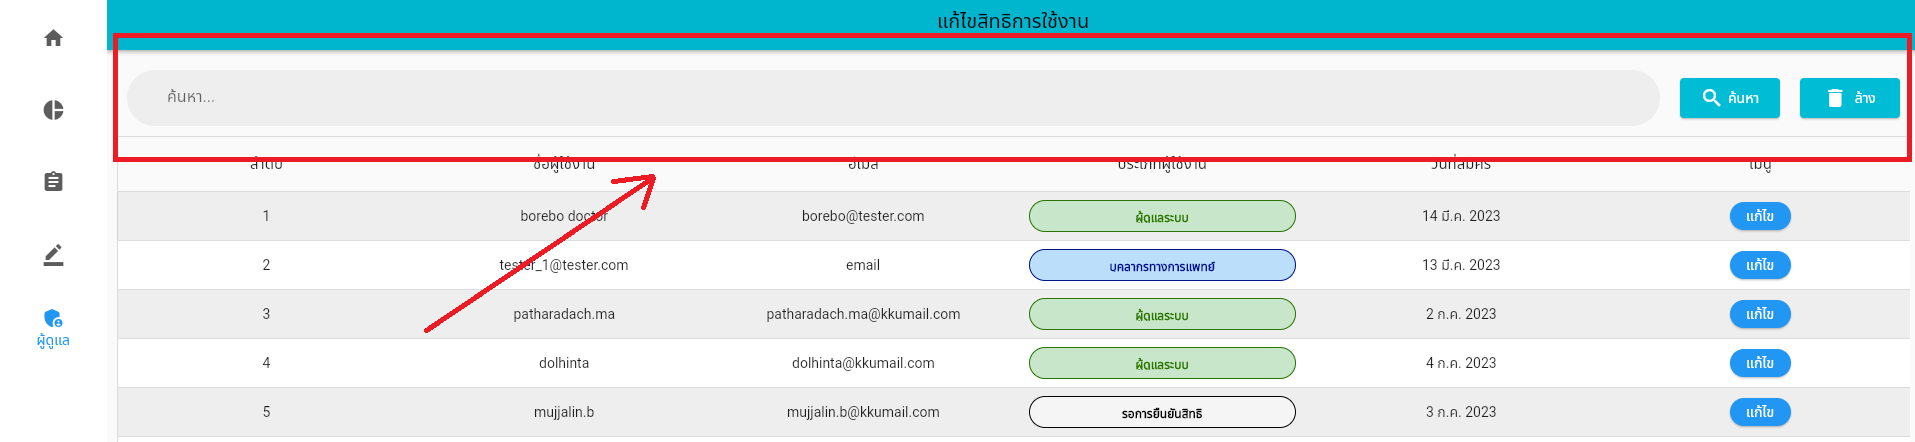 แก้ไขสิทธิการใช้งาน
ค้นหา...
ค้นหา
ล้าง
ลำดับ ชื่อผู้ใช้งาน อีเมล ประเภทผู้ใช้งาน วันที่สมัคร เมนู
1 borebo doctor borebo@tester.com ผู้ดูแลระบบ 14 มี.ค. 2023 แก้ไข
2 tester_1@tester.com email บุคลากรทางการแพทย์ 13 มี.ค. 2023 แก้ไข
3 patharadach.ma patharadach.ma@kkumail.com ผู้ดูแลระบบ 2 ก.ค. 2023 แก้ไข
4 dolhinta dolhinta@kkumail.com ผู้ดูแลระบบ 4 ก.ค. 2023 แก้ไข
5 mujjalin.b mujjalin.b@kkumail.com รอการยืนยันสิทธิ 3 ก.ค. 2023 แก้ไข
ผู้ดูแล